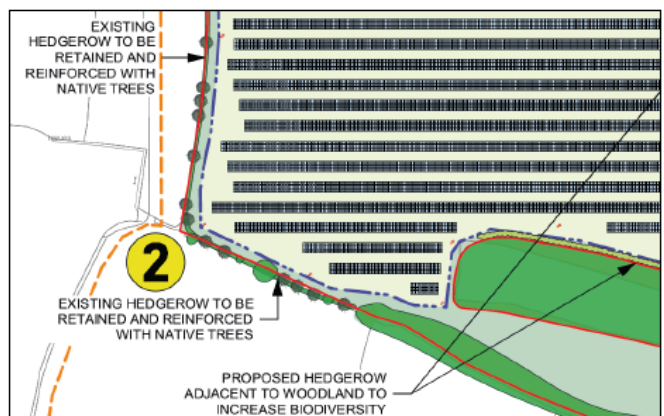 EXISTING
HEDGEROW TO BE
RETAINED AND
REINFORCED WITH
NATIVE TREES
2
EXISTING HEDGEROW TO BE
RETAINED AND REINFORCED
WITH NATIVE TREES
PROPOSED HEDGEROW
ADJACENT TO WOODLAND TO
INCREASE BIODIVERSITY